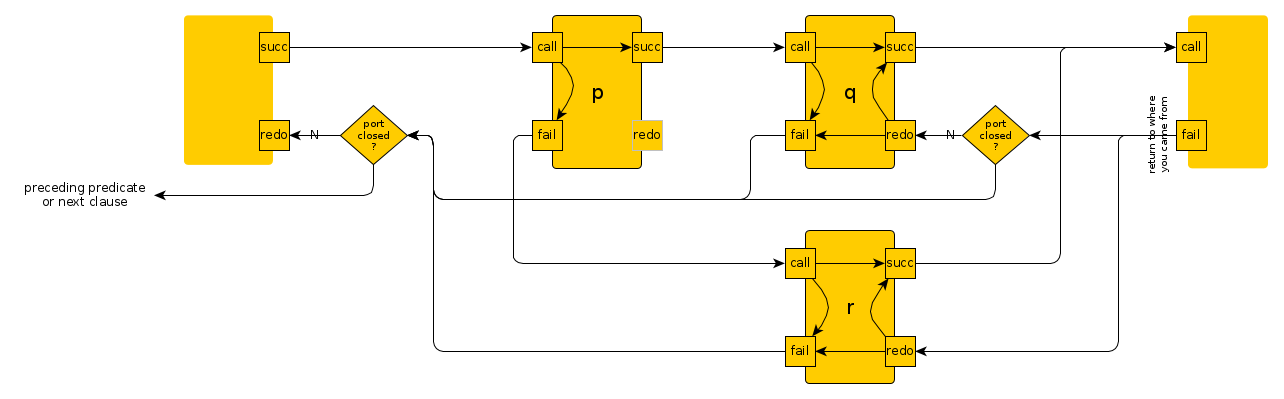 succ
call
succ
call
succ
call
p
q
redo
N
port
closed
?
fail
redo
fail
redo
N
port
closed
?
return to where
you came from
fail
preceding predicate
or next clause
call
succ
r
fail
redo